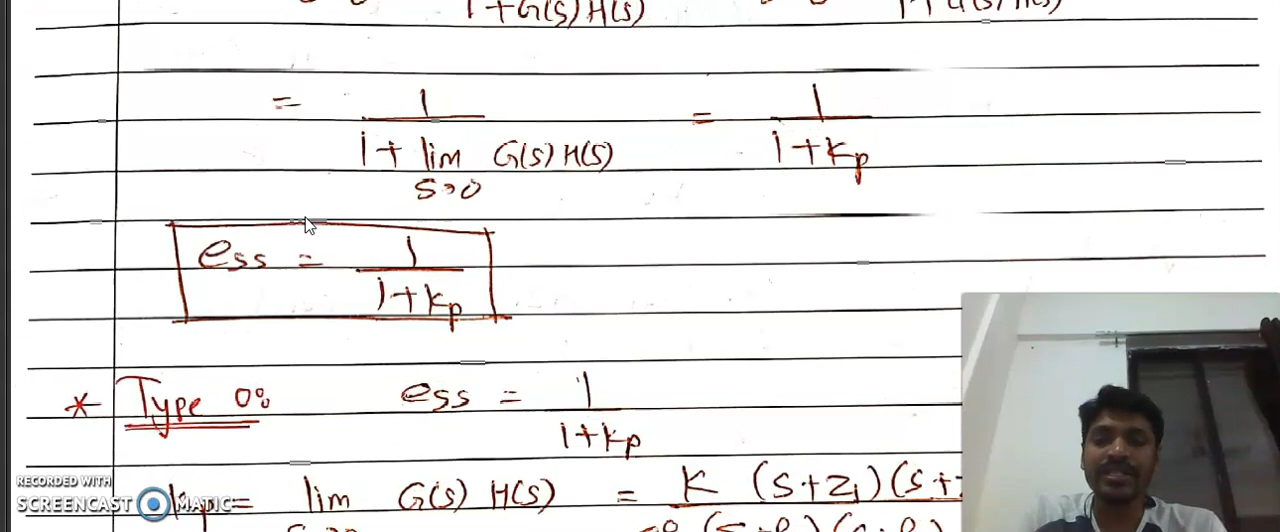 1+G(s)H(s)
= 1 / 1+ lim s→0 G(s)H(s) = 1 / 1+Kp
ess = 1 / 1+Kp
* Type 0: ess = 1 / 1+Kp
Kp = lim G(s) H(s) = K (s+z1)(s+
RECORDED WITH
SCREENCAST MATIC